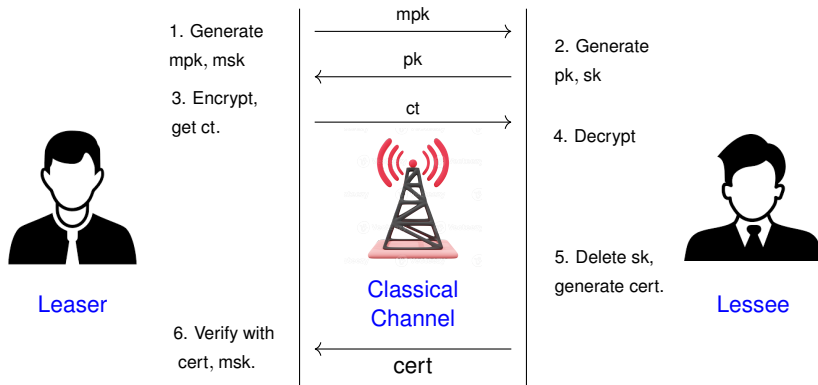 1. Generate
mpk, msk
mpk
2. Generate
pk, sk
pk
3. Encrypt,
get ct.
ct
4. Decrypt
5. Delete sk,
generate cert.
Leaser
Classical
Channel
Lessee
6. Verify with
cert, msk.
cert